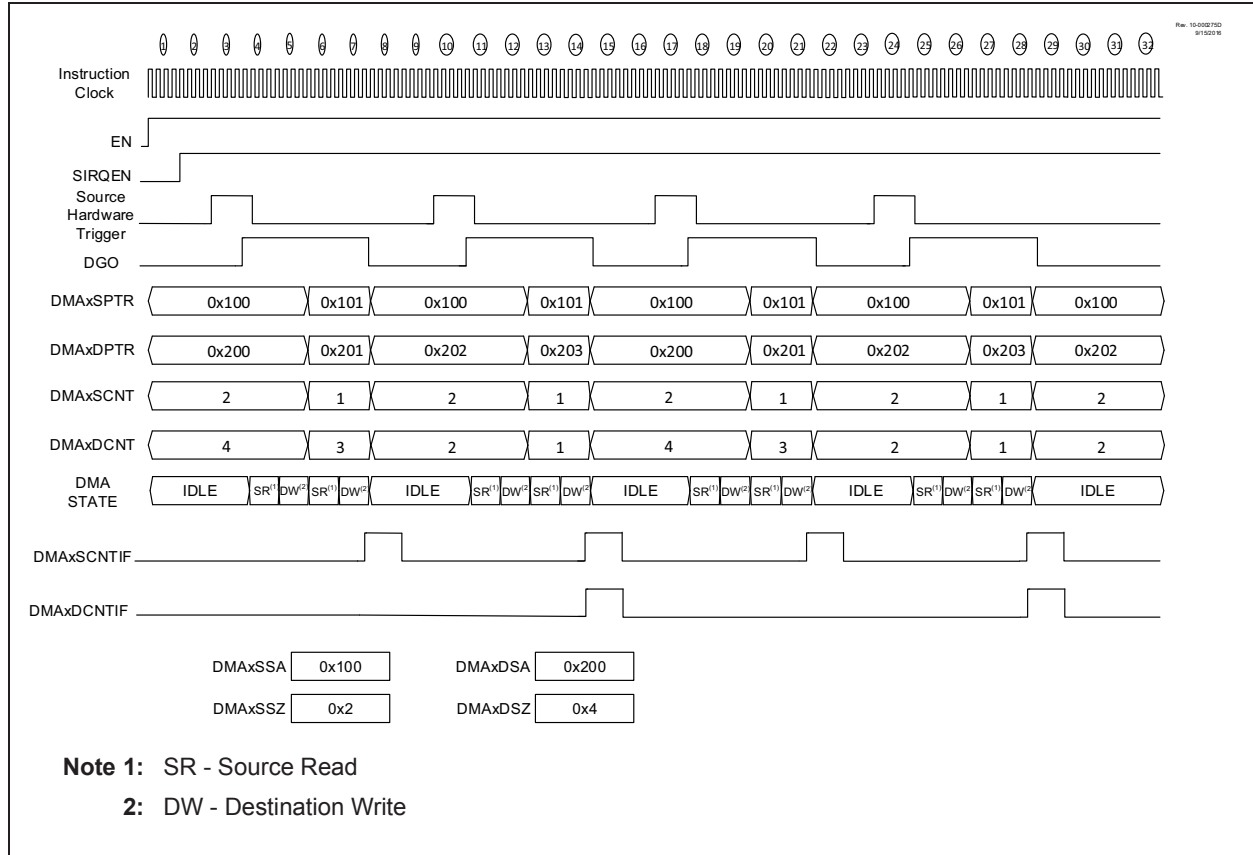 Rev. 10-000275D
9/15/2016
1 2 3 4 5 6 7 8 9 10 11 12 13 14 15 16 17 18 19 20 21 22 23 24 25 26 27 28 29 30 31 32
Instruction
Clock
EN
SIRQEN
Source
Hardware
Trigger
DGO
DMAxSPTR 0x100 0x101 0x100 0x101 0x100 0x101 0x100 0x101 0x100
DMAxDPTR 0x200 0x201 0x202 0x203 0x200 0x201 0x202 0x203 0x202
DMAxSCNT 2 1 2 1 2 1 2 1 2
DMAxDCNT 4 3 2 1 4 3 2 1 2
DMA
STATE
IDLE SR(1) DW(2) SR(1) DW(2 IDLE SR(1) DW(2 SR(1) DW(2 IDLE SR(1) DW(2 SR(1) DW(2 IDLE SR(1) DW(2 SR(1) DW(2 IDLE
DMAxSCNTIF
DMAxDCNTIF
DMAxSSA 0x100 DMAxDSA 0x200
DMAxSSZ 0x2 DMAxDSZ 0x4
Note 1: SR - Source Read
2: DW - Destination Write